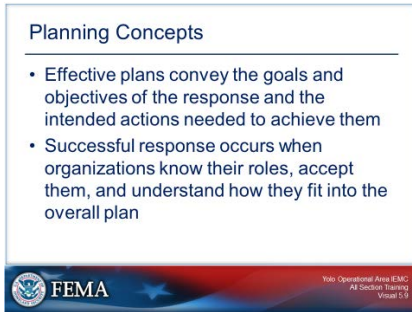 Planning Concepts
• Effective plans convey the goals and
objectives of the response and the
intended actions needed to achieve them
• Successful response occurs when
organizations know their roles, accept
them, and understand how they fit into the
overall plan
FEMA
Yolo Operational Area IEMC
All Section Training
Visual 5.9